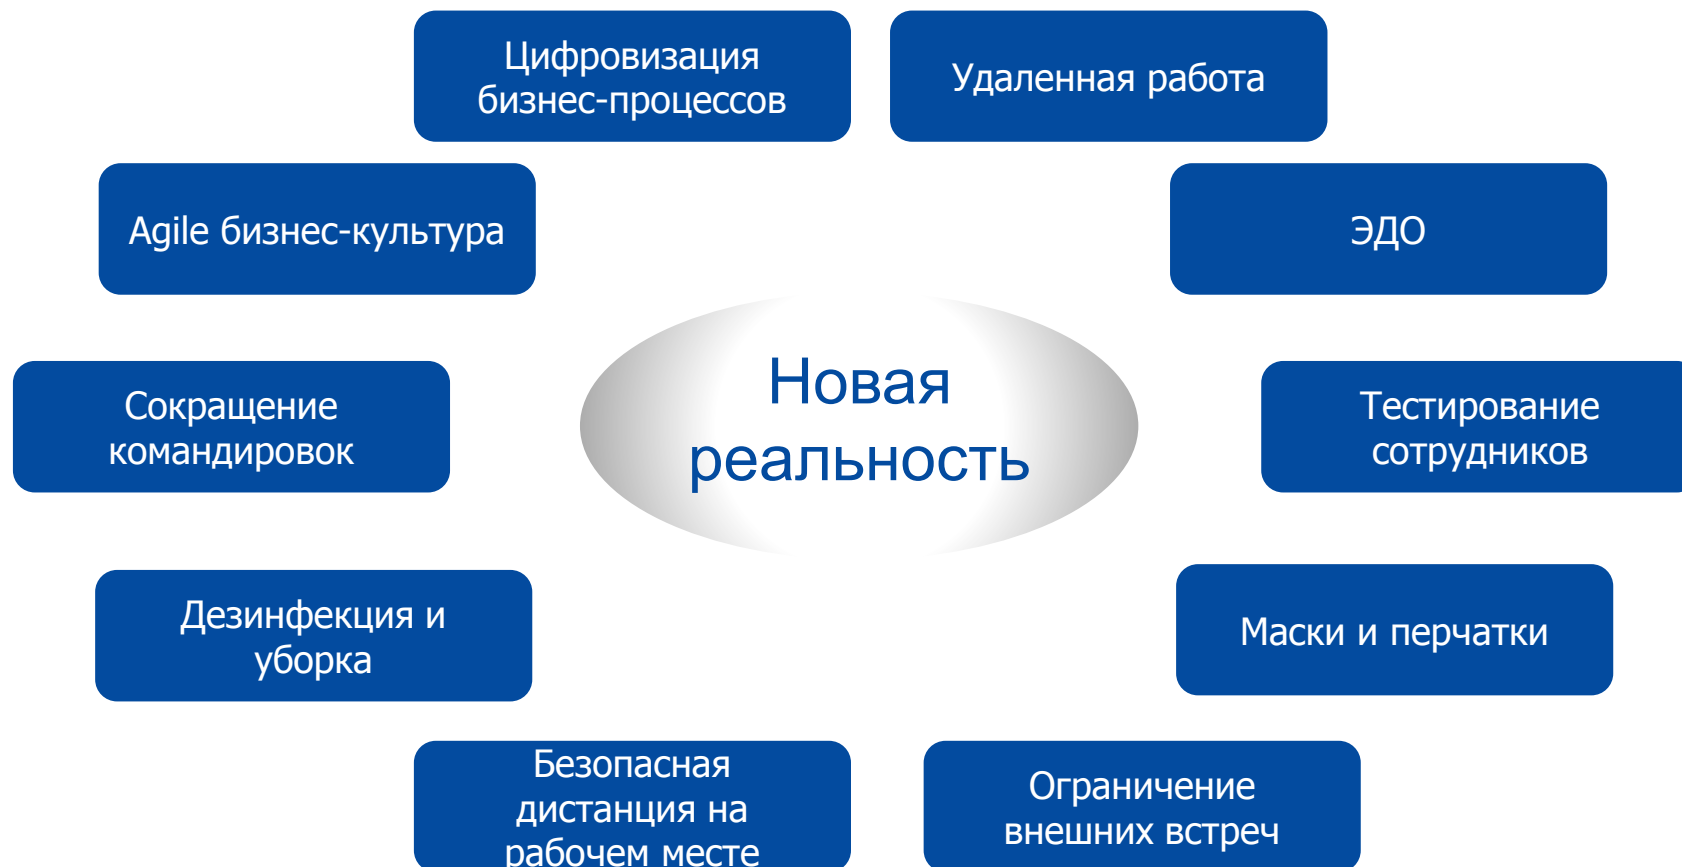 Цифровизация
бизнес-процессов
Удаленная работа
Agile бизнес-культура
ЭДО
Новая
реальность
Сокращение
командировок
Тестирование
сотрудников
Дезинфекция и
уборка
Маски и перчатки
Безопасная
дистанция на
рабочем месте
Ограничение
внешних встреч